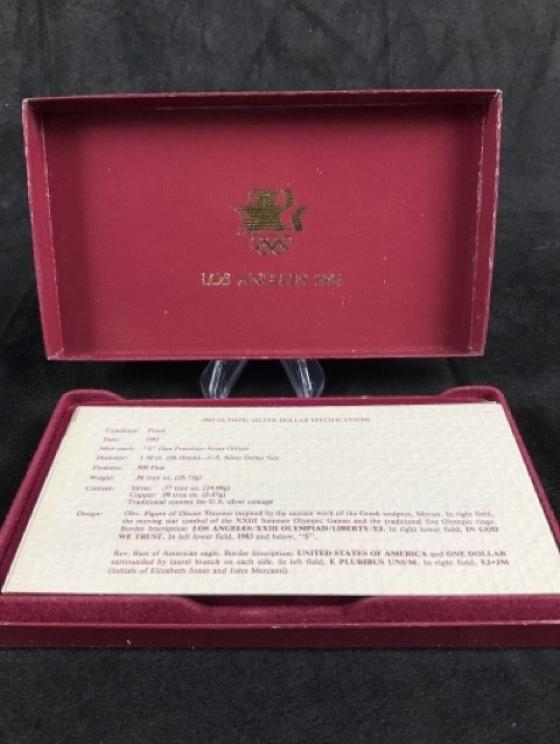 LOS ANGELES 1984
1983 OLYMPIC SILVER DOLLAR SPECIFICATIONS
Condition: Proof
Date: 1983
Mint mark: "S" (San Francisco Assay Office)
Diameter: 1.50 in. (38.10mm)—U.S. Silver Dollar Size
Fineness: 900 Fine
Weight: .86 troy oz. (26.73g)
Content: Silver: .77 troy oz. (24.06g)
Copper: .09 troy oz. (2.67g)
Traditional content for U.S. silver coinage
Design: Obv. Figure of Discus Thrower inspired by the ancient work of the Greek sculptor, Myron. In right field,
the moving star symbol of the XXIII Summer Olympic Games and the traditional five Olympic rings.
Border Inscription: LOS ANGELES/XXIII OLYMPIAD/LIBERTY/EJ. In right lower field, IN GOD
WE TRUST. In left lower field, 1983 and below, "S".
Rev. Bust of American eagle. Border Inscription: UNITED STATES OF AMERICA and ONE DOLLAR
surrounded by laurel branch on each side. In left field, E PLURIBUS UNUM. In right field, EJ•JM
(initials of Elizabeth Jones and John Mercanti).